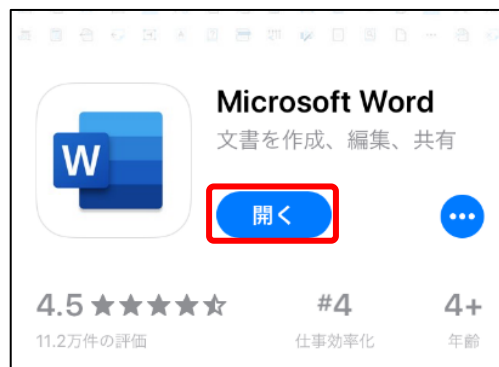 Microsoft Word
文書を作成、編集、共有
W
開く
4.5
#4
4+
11.2万件の評価
仕事効率化
年齢